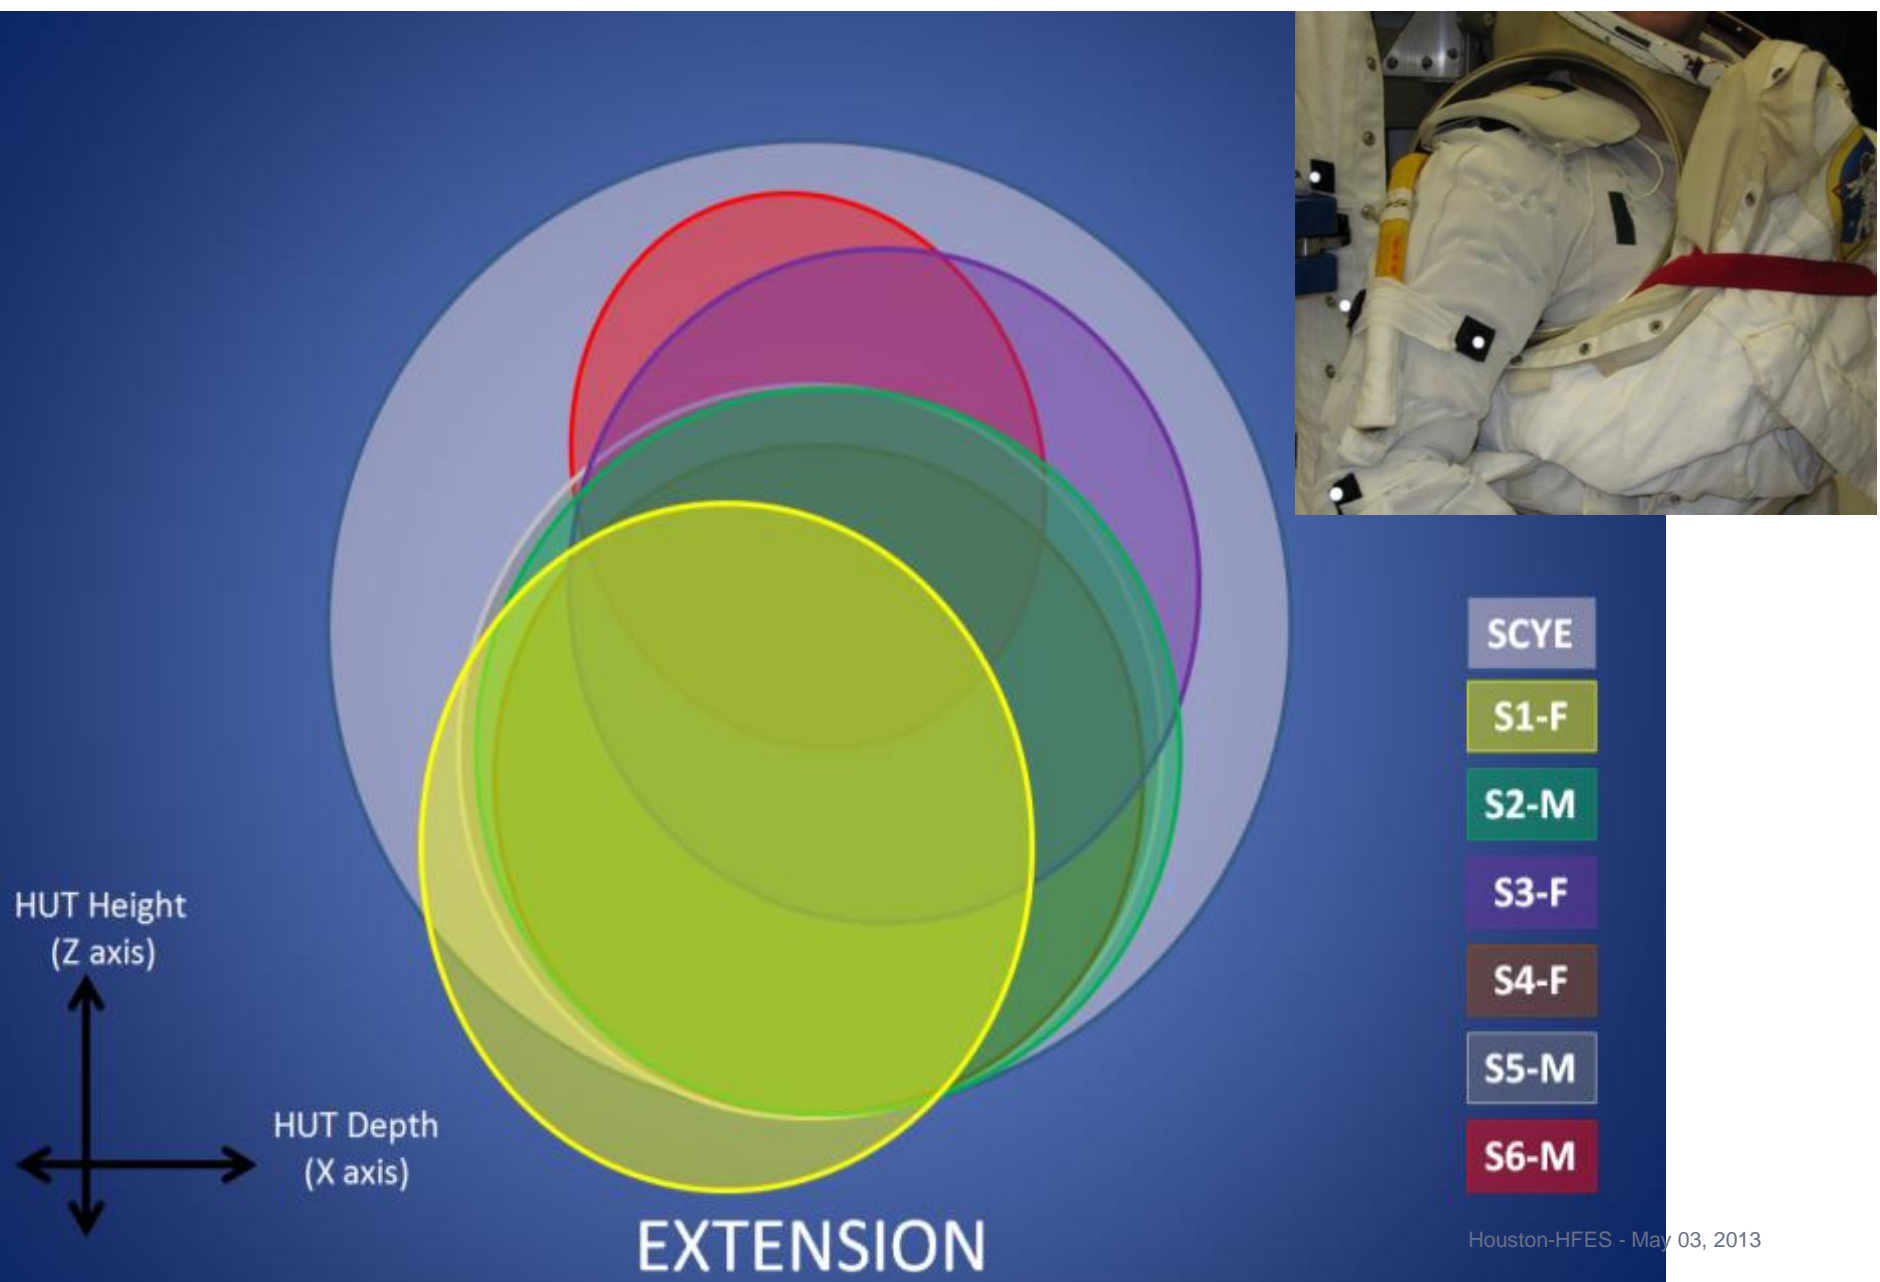 SCYE
S1-F
S2-M
S3-F
S4-F
S5-M
S6-M
HUT Height
(Z axis)
HUT Depth
(X axis)
EXTENSION
Houston-HFES - May 03, 2013